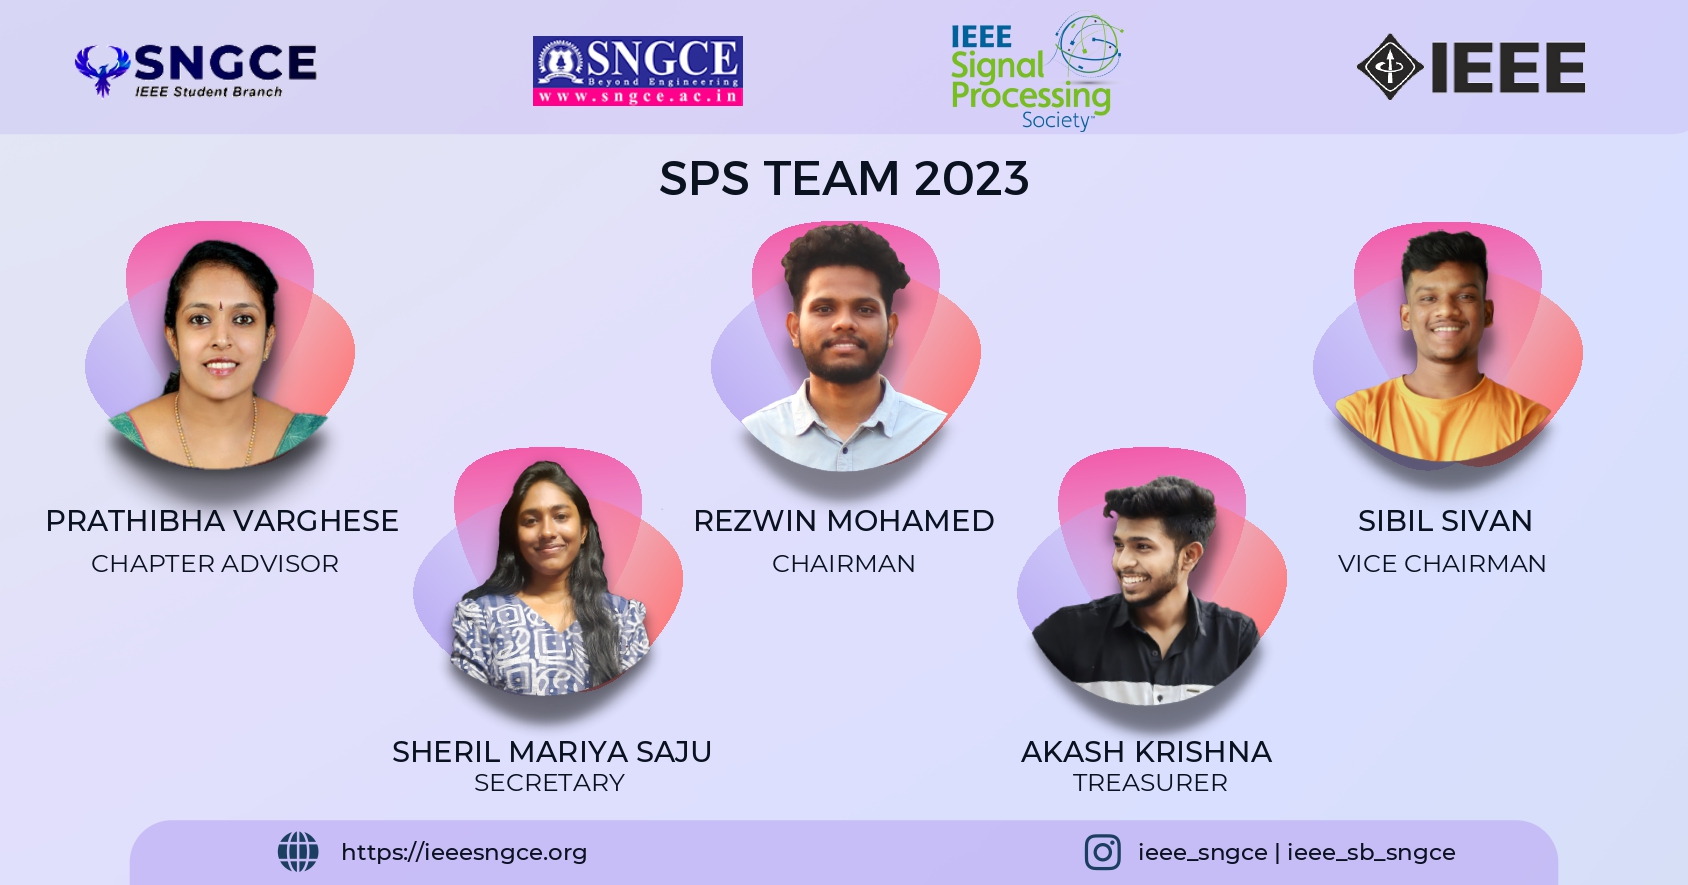 SNGCE
IEEE Student Branch
SNGCE
Beyond Engineering
www.sngce.ac.in
IEEE
Signal
Processing
Society™
IEEE
SPS TEAM 2023
PRATHIBHA VARGHESE
CHAPTER ADVISOR
SHERIL MARIYA SAJU
SECRETARY
REZWIN MOHAMED
CHAIRMAN
AKASH KRISHNA
TREASURER
SIBIL SIVAN
VICE CHAIRMAN
https://ieeesngce.org
ieee_sngce | ieee_sb_sngce